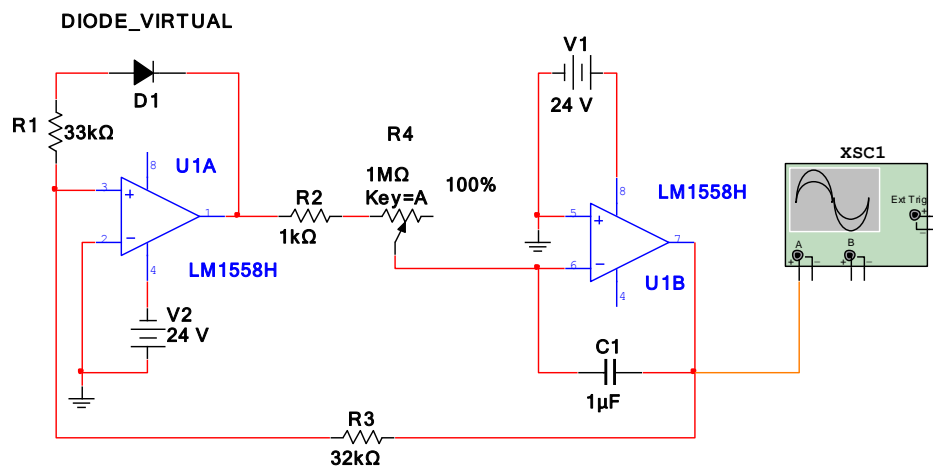 DIODE_VIRTUAL
V1
24 V
D1
R1
33kΩ
R4
1MΩ
Key=A
100%
U1A
8
3
+
2
−
1
4
LM1558H
R2
1kΩ
V2
24 V
LM1558H
8
5
+
6
−
7
4
U1B
XSC1
Ext Trig
+
−
A
B
+
−
+
−
C1
1µF
R3
32kΩ